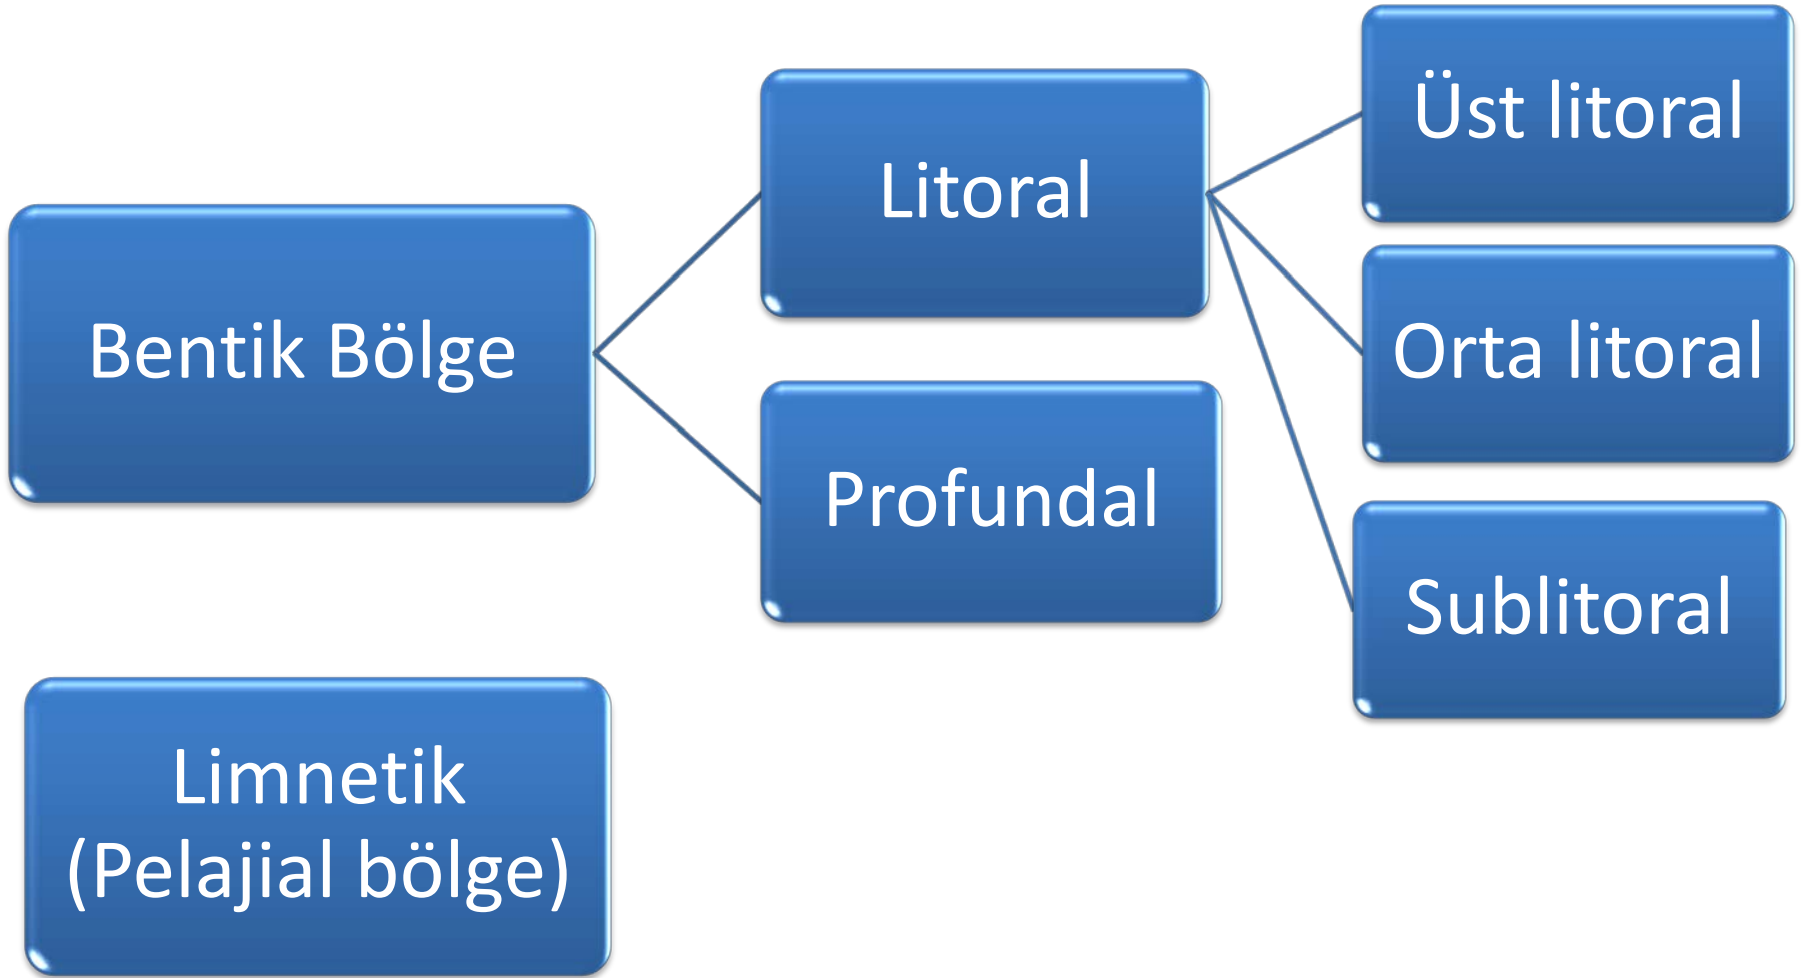 Bentik Bölge
Litoral
Profundal
Üst litoral
Orta litoral
Sublitoral
Limnetik
(Pelajial bölge)